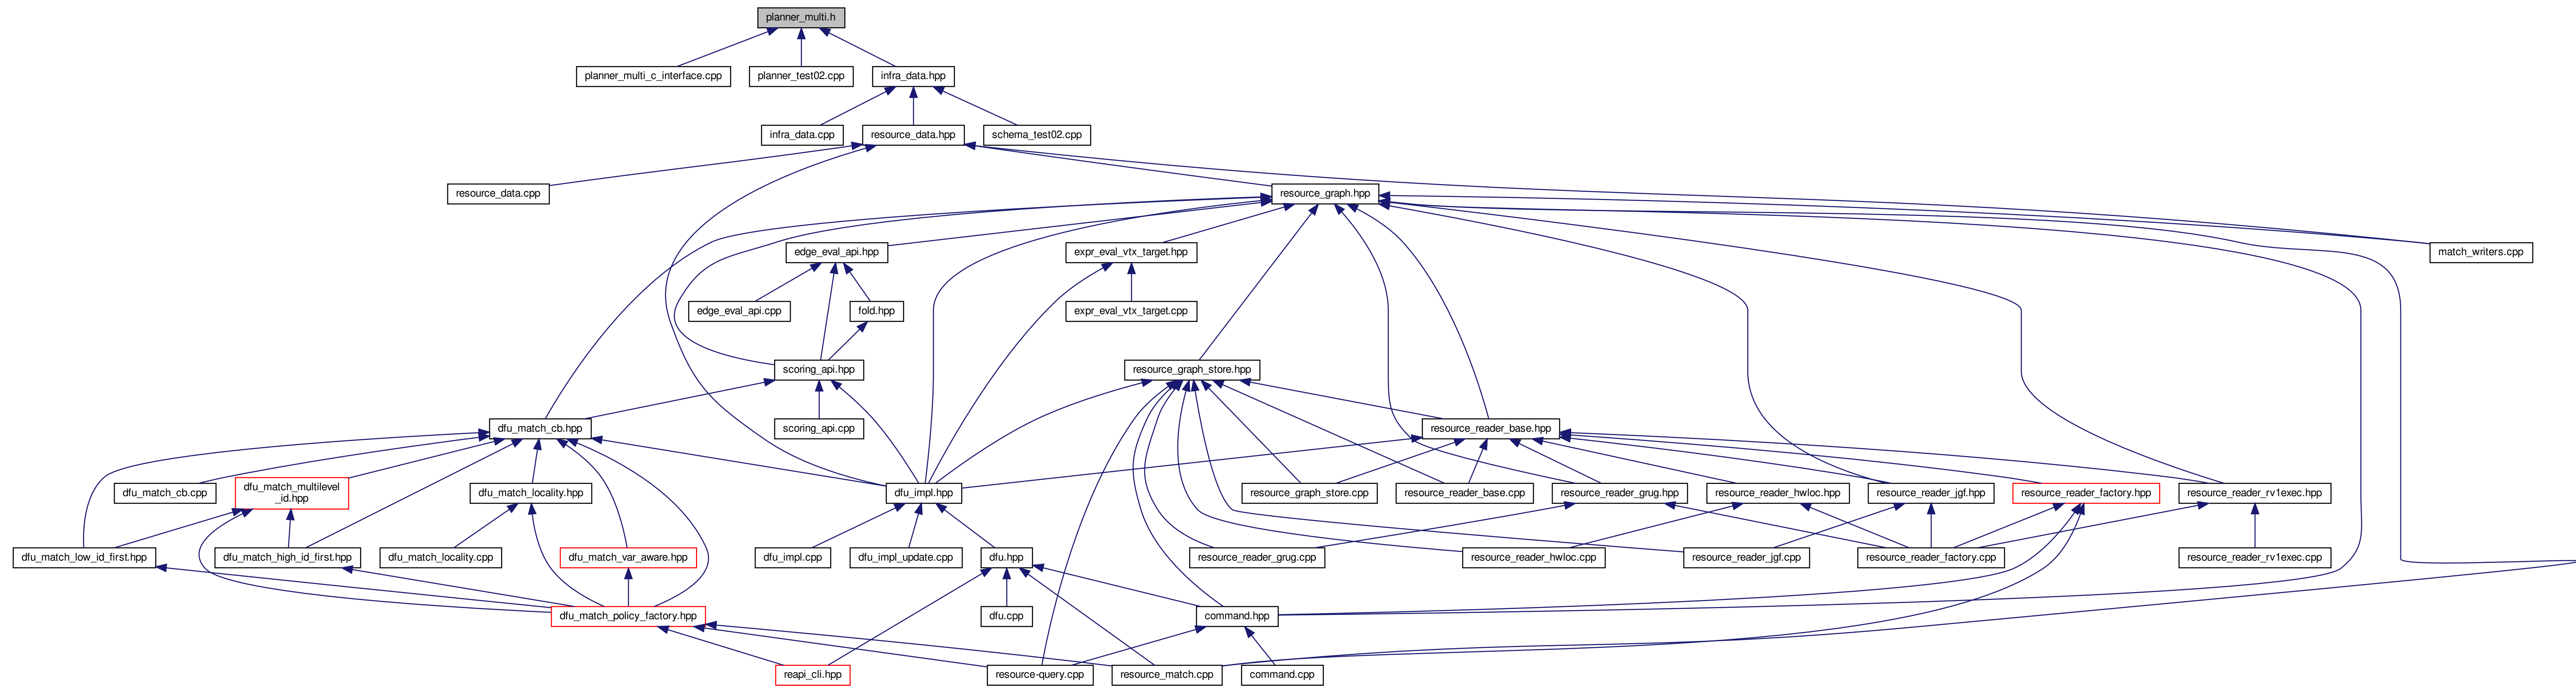 planner_multi.h
planner_multi_c_interface.cpp
planner_test02.cpp
infra_data.hpp
infra_data.cpp
resource_data.hpp
schema_test02.cpp
resource_data.cpp
resource_graph.hpp
edge_eval_api.hpp
expr_eval_vtx_target.hpp
match_writers.cpp
edge_eval_api.cpp
fold.hpp
expr_eval_vtx_target.cpp
scoring_api.hpp
resource_graph_store.hpp
dfu_match_cb.hpp
scoring_api.cpp
resource_reader_base.hpp
dfu_match_cb.cpp
dfu_match_multilevel
_id.hpp
dfu_match_locality.hpp
dfu_impl.hpp
resource_graph_store.cpp
resource_reader_base.cpp
resource_reader_grug.hpp
resource_reader_hwloc.hpp
resource_reader_jgf.hpp
resource_reader_factory.hpp
resource_reader_rv1exec.hpp
dfu_match_low_id_first.hpp
dfu_match_high_id_first.hpp
dfu_match_locality.cpp
dfu_match_var_aware.hpp
dfu_impl.cpp
dfu_impl_update.cpp
dfu.hpp
resource_reader_grug.cpp
resource_reader_hwloc.cpp
resource_reader_jgf.cpp
resource_reader_factory.cpp
resource_reader_rv1exec.cpp
dfu_match_policy_factory.hpp
dfu.cpp
command.hpp
reapi_cli.hpp
resource-query.cpp
resource_match.cpp
command.cpp